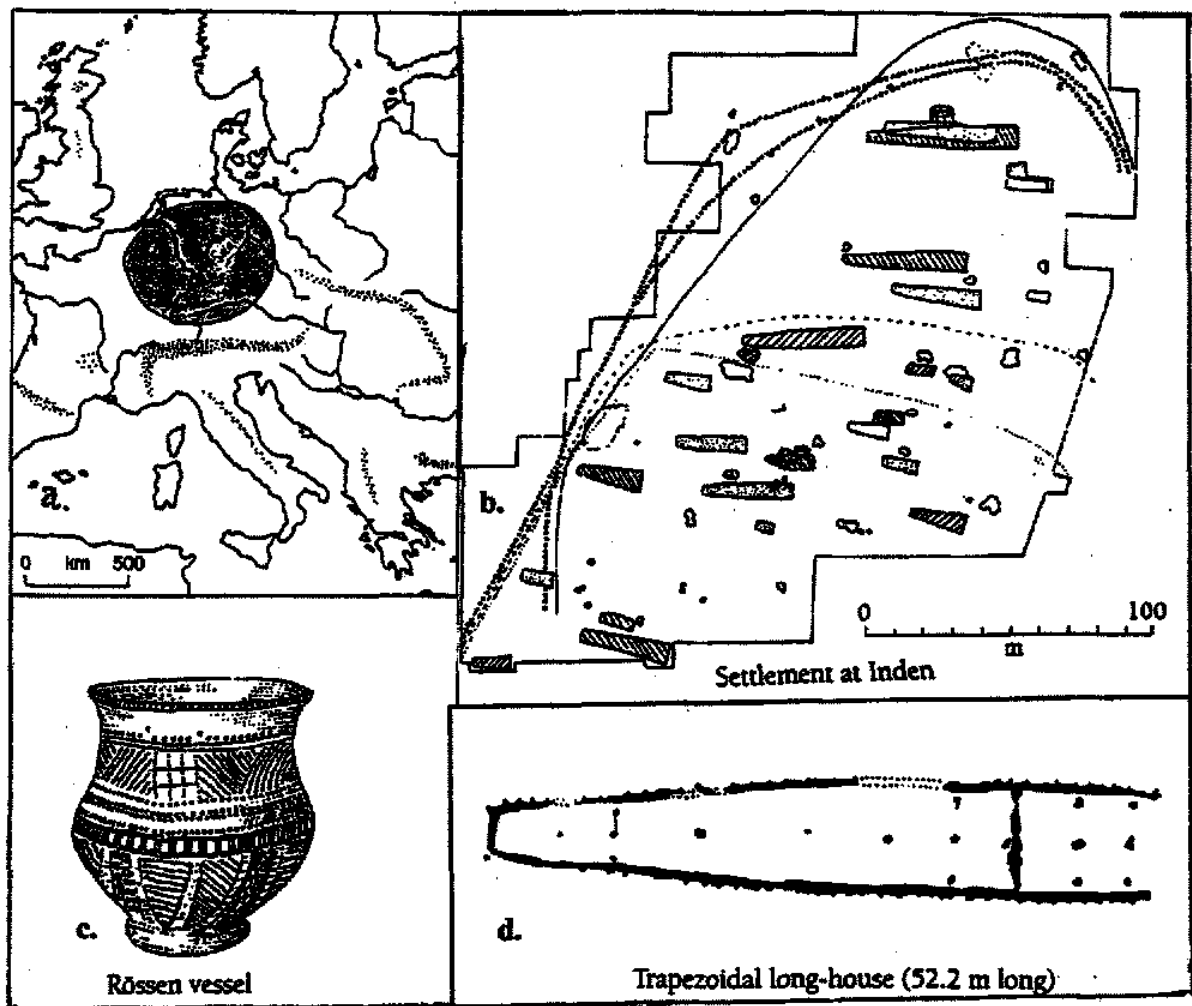 a.
0 km 500
b.
0 100
m
Settlement at Inden
c.
Rössen vessel
d.
Trapezoidal long-house (52.2 m long)